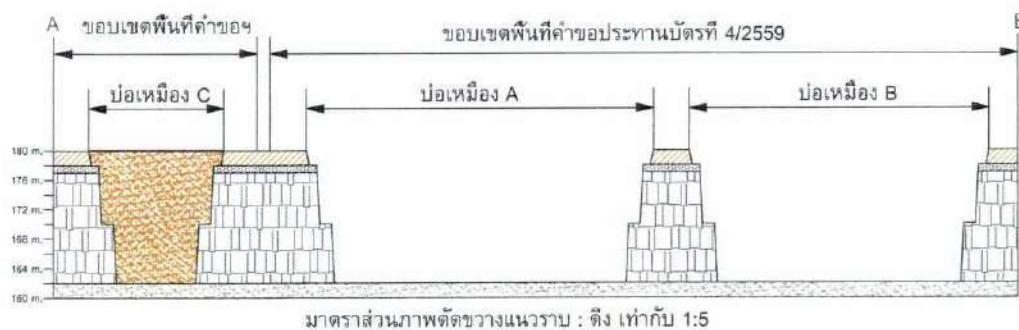 A
ขอบเขตพื้นที่คำขอฯ
ขอบเขตพื้นที่คำขอประทานบัตรที่ 4/2559
บ่อเหมือง C
บ่อเหมือง A
บ่อเหมือง B
180 m.
176 m.
172 m.
168 m.
164 m.
160 m.
มาตราส่วนภาพตัดขวางแนวราบ : ดิ่ง เท่ากับ 1:5